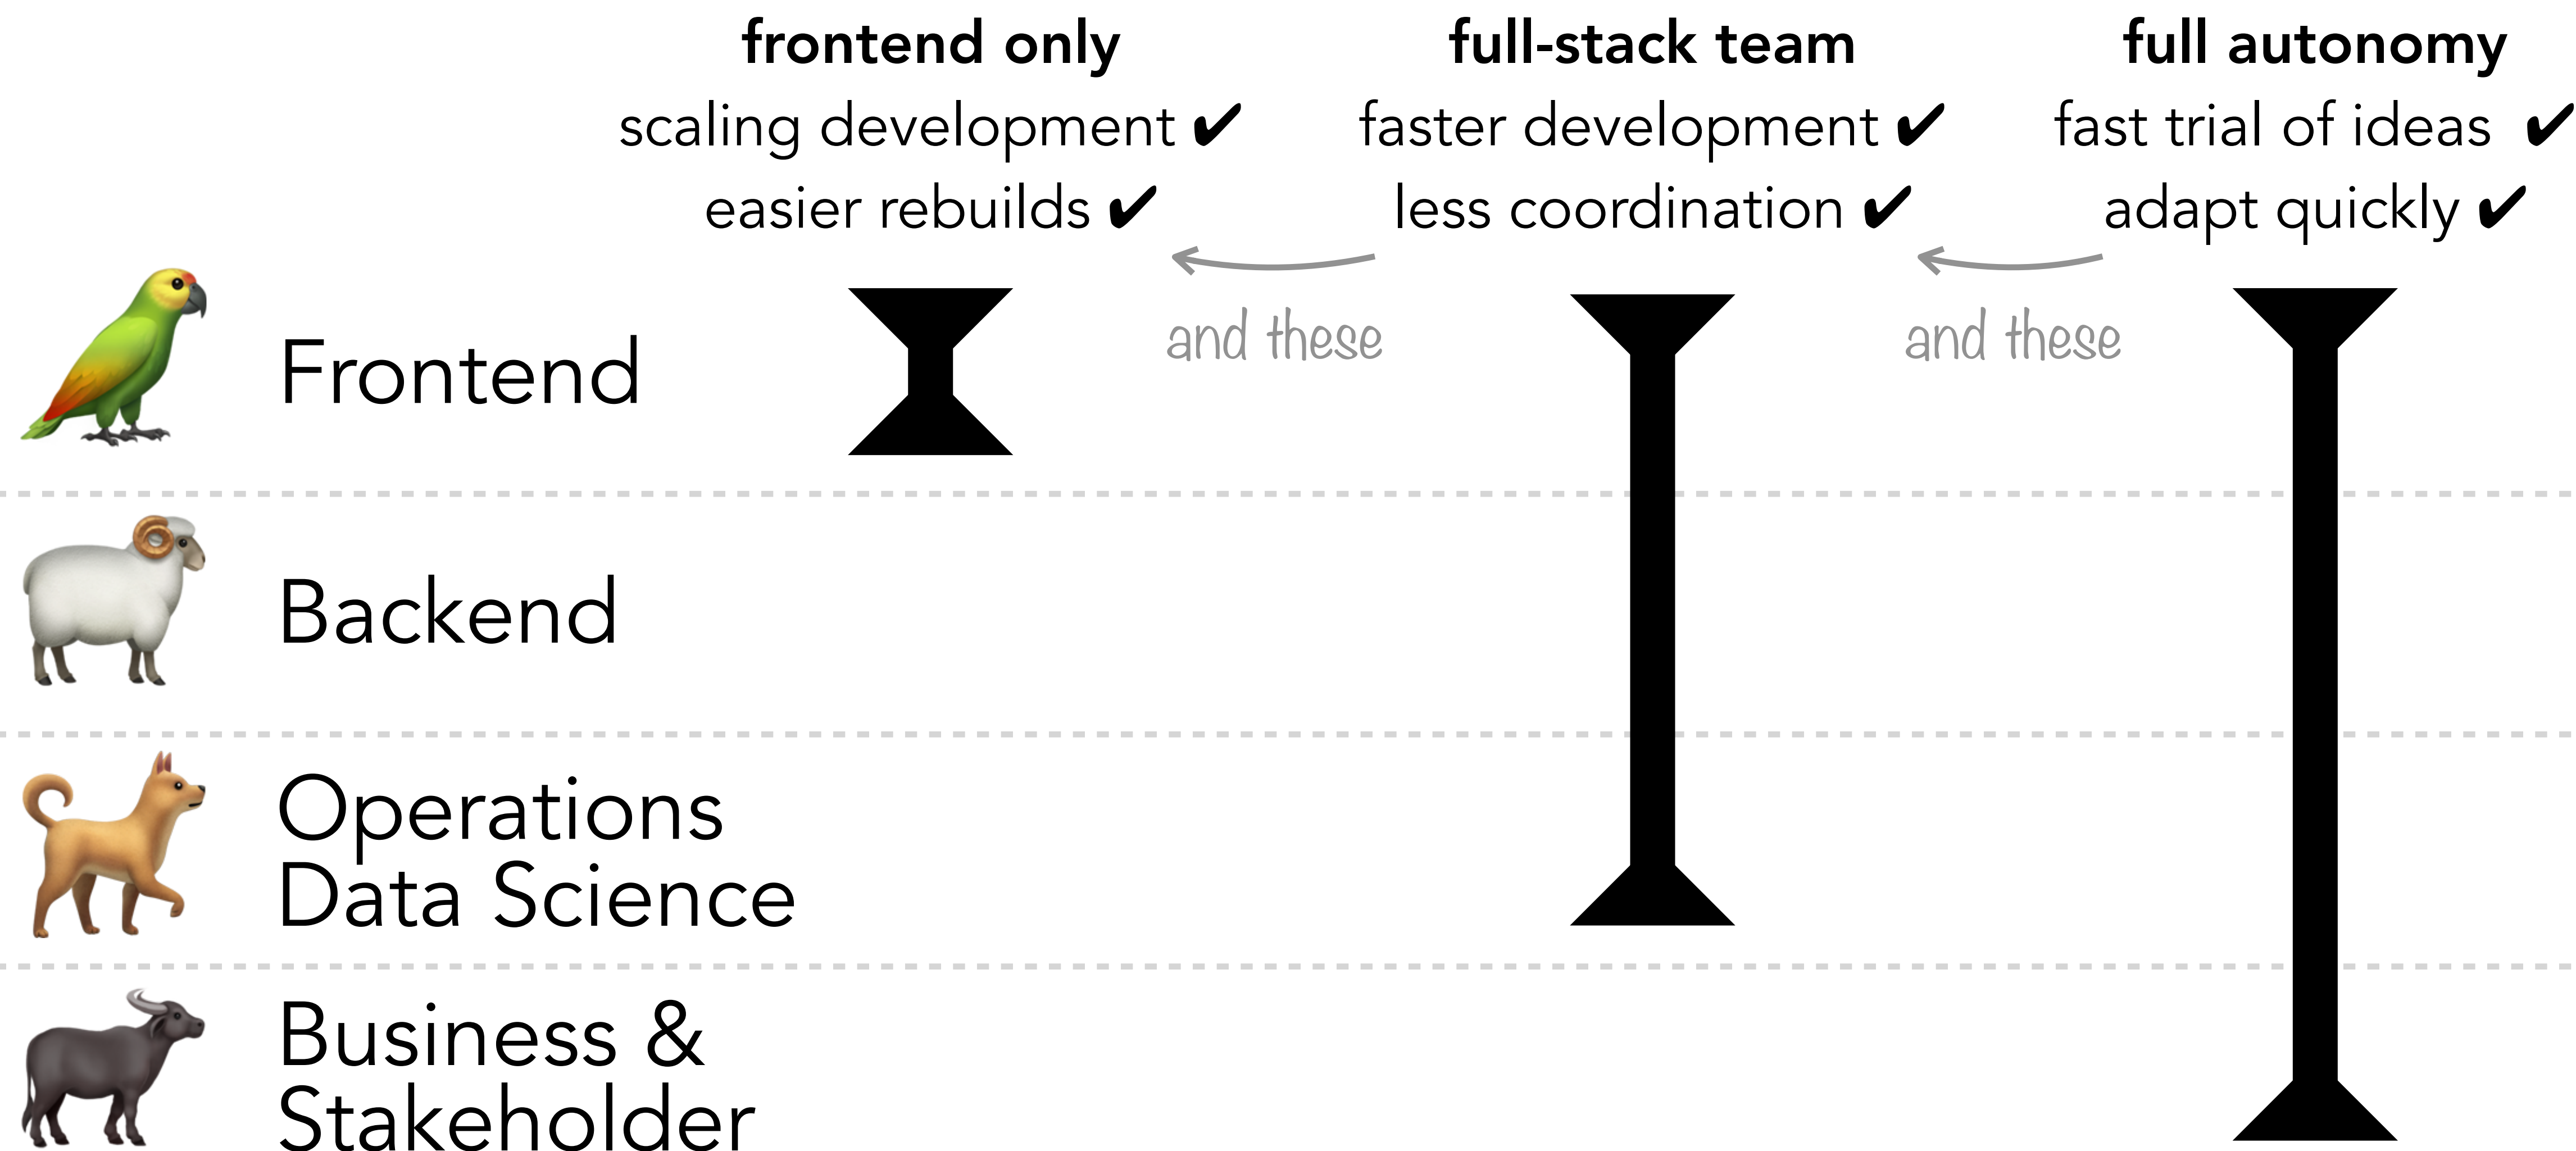 frontend only
scaling development ✔
easier rebuilds ✔
full-stack team
faster development ✔
less coordination ✔
full autonomy
fast trial of ideas ✔
adapt quickly ✔
and these
and these
Frontend
Backend
Operations
Data Science
Business &
Stakeholder